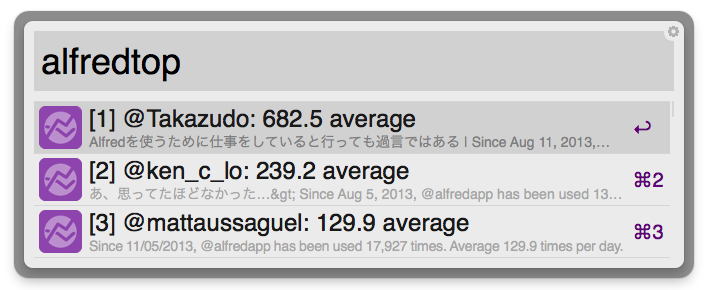 alfredtop
[1] @Takazudo: 682.5 average
Alfredを使うために仕事をしていると行っても過言ではある | Since Aug 11, 2013,…
↩
[2] @ken_c_lo: 239.2 average
あ、思ってたほどなかった…&gt; Since Aug 5, 2013, @alfredapp has been used 13…
⌘2
[3] @mattaussaguel: 129.9 average
Since 11/05/2013, @alfredapp has been used 17,927 times. Average 129.9 times per day.
⌘3